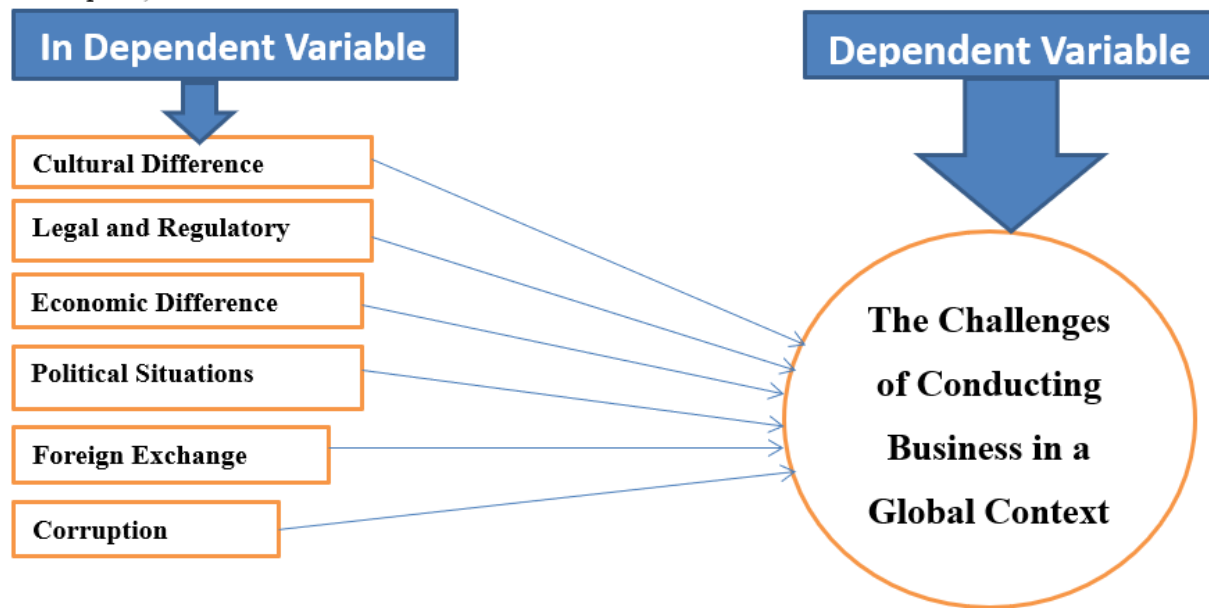 In Dependent Variable
Dependent Variable
Cultural Difference
Legal and Regulatory
Economic Difference
Political Situations
Foreign Exchange
Corruption
The Challenges
of Conducting
Business in a
Global Context